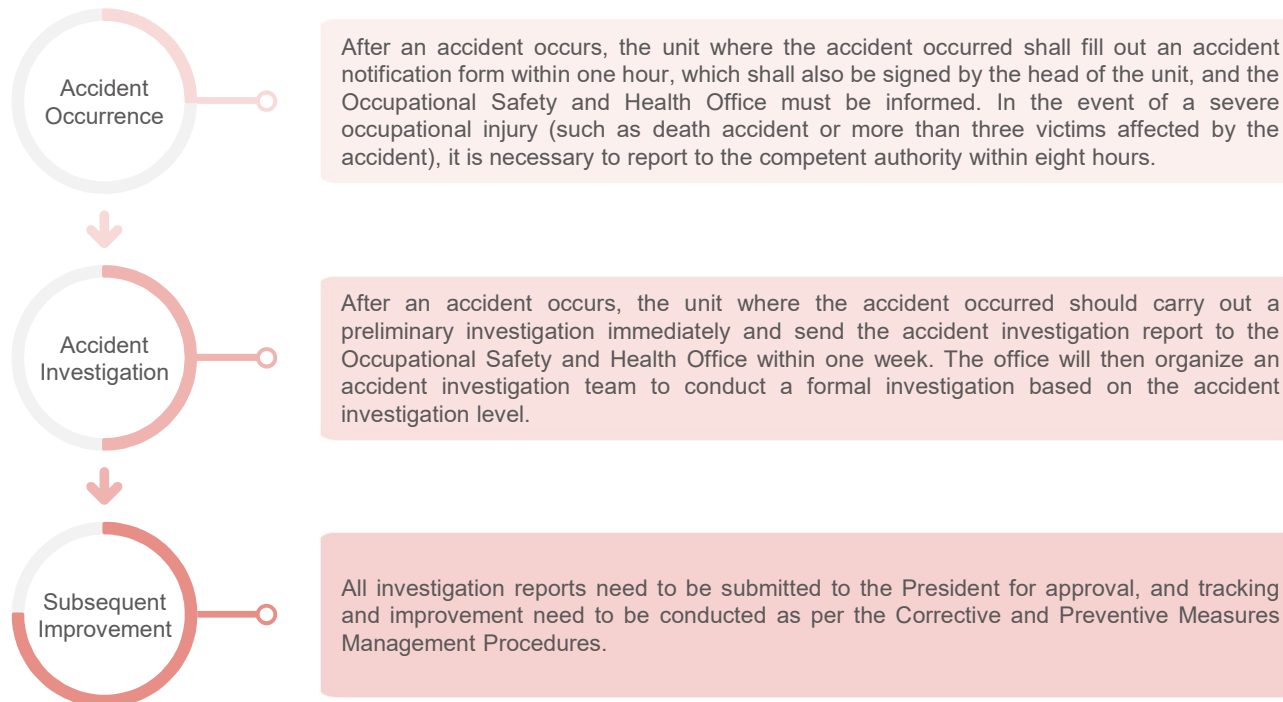 Accident
Occurrence
After an accident occurs, the unit where the accident occurred shall fill out an accident
notification form within one hour, which shall also be signed by the head of the unit, and the
Occupational Safety and Health Office must be informed. In the event of a severe
occupational injury (such as death accident or more than three victims affected by the
accident), it is necessary to report to the competent authority within eight hours.
Accident
Investigation
After an accident occurs, the unit where the accident occurred should carry out a
preliminary investigation immediately and send the accident investigation report to the
Occupational Safety and Health Office within one week. The office will then organize an
accident investigation team to conduct a formal investigation based on the accident
investigation level.
Subsequent
Improvement
All investigation reports need to be submitted to the President for approval, and tracking
and improvement need to be conducted as per the Corrective and Preventive Measures
Management Procedures.